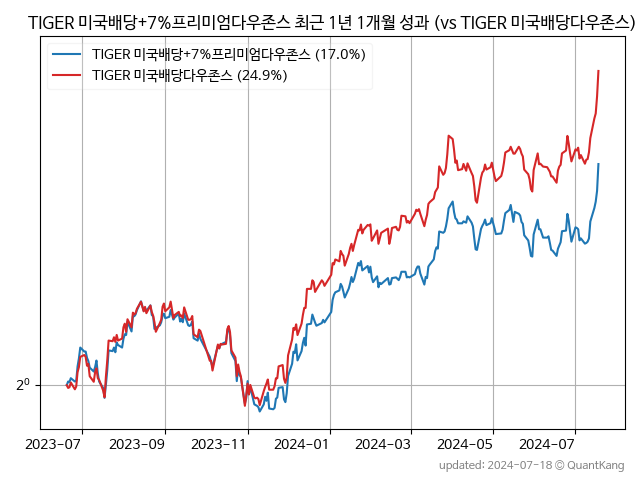 TIGER 미국배당+7%프리미엄다우존스 최근 1년 1개월 성과 (vs TIGER 미국배당다우존스)
TIGER 미국배당+7%프리미엄다우존스 (17.0%)
TIGER 미국배당다우존스 (24.9%)
2⁰
2023-07 2023-09 2023-11 2024-01 2024-03 2024-05 2024-07
updated: 2024-07-18 © QuantKang